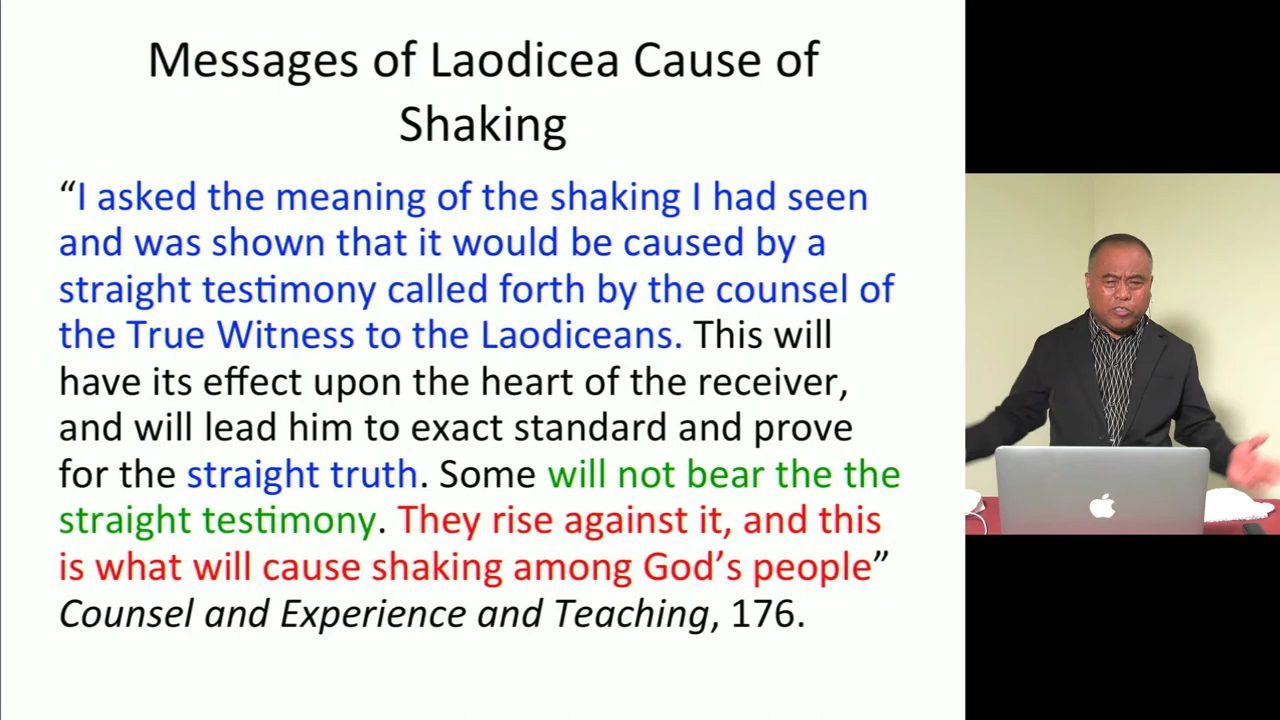 Messages of Laodicea Cause of
Shaking
“I asked the meaning of the shaking I had seen
and was shown that it would be caused by a
straight testimony called forth by the counsel of
the True Witness to the Laodiceans. This will
have its effect upon the heart of the receiver,
and will lead him to exact standard and prove
for the straight truth. Some will not bear the the
straight testimony. They rise against it, and this
is what will cause shaking among God’s people”
Counsel and Experience and Teaching, 176.